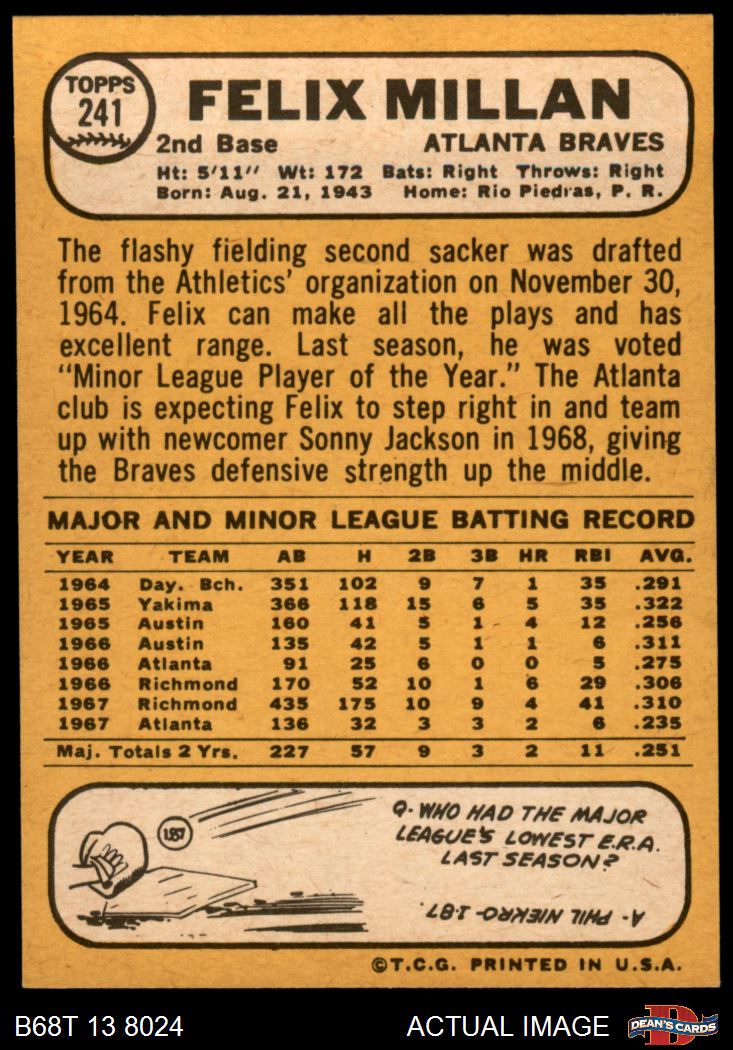 TOPPS
241
FELIX MILLAN
2nd Base ATLANTA BRAVES
Ht: 5'11" Wt: 172 Bats: Right Throws: Right
Born: Aug. 21, 1943 Home: Rio Piedras, P. R.
The flashy fielding second sacker was drafted
from the Athletics' organization on November 30,
1964. Felix can make all the plays and has
excellent range. Last season, he was voted
"Minor League Player of the Year." The Atlanta
club is expecting Felix to step right in and team
up with newcomer Sonny Jackson in 1968, giving
the Braves defensive strength up the middle.
MAJOR AND MINOR LEAGUE BATTING RECORD
YEAR TEAM AB H 2B 3B HR RBI AVG.
1964 Day. Bch. 351 102 9 7 1 35 .291
1965 Yakima 366 118 15 6 5 35 .322
1965 Austin 160 41 5 1 4 12 .256
1966 Austin 135 42 5 1 1 6 .311
1966 Atlanta 91 25 6 0 0 5 .275
1966 Richmond 170 52 10 1 6 29 .306
1967 Richmond 435 175 10 9 4 41 .310
1967 Atlanta 136 32 3 3 2 6 .235
Maj. Totals 2 Yrs. 227 57 9 3 2 11 .251
1.87
Q- WHO HAD THE MAJOR
LEAGUE'S LOWEST E.R.A.
LAST SEASON?
A- PHIL NIEKRO-1.87.
©T.C.G. PRINTED IN U.S.A.
B68T 13 8024 ACTUAL IMAGE
D
DEAN'S CARDS